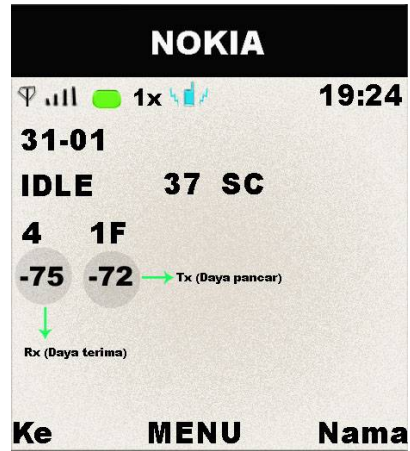 NOKIA
1x 19:24
31-01
IDLE 37 SC
4 1F
-75 -72 Tx (Daya pancar)
Rx (Daya terima)
Ke MENU Nama